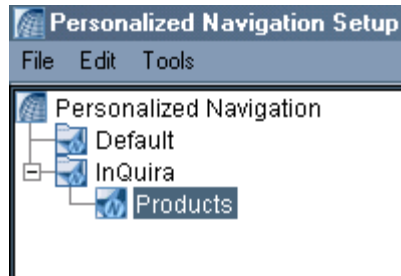 Personalized Navigation Setup
File Edit Tools
Personalized Navigation
Default
InQuira
Products